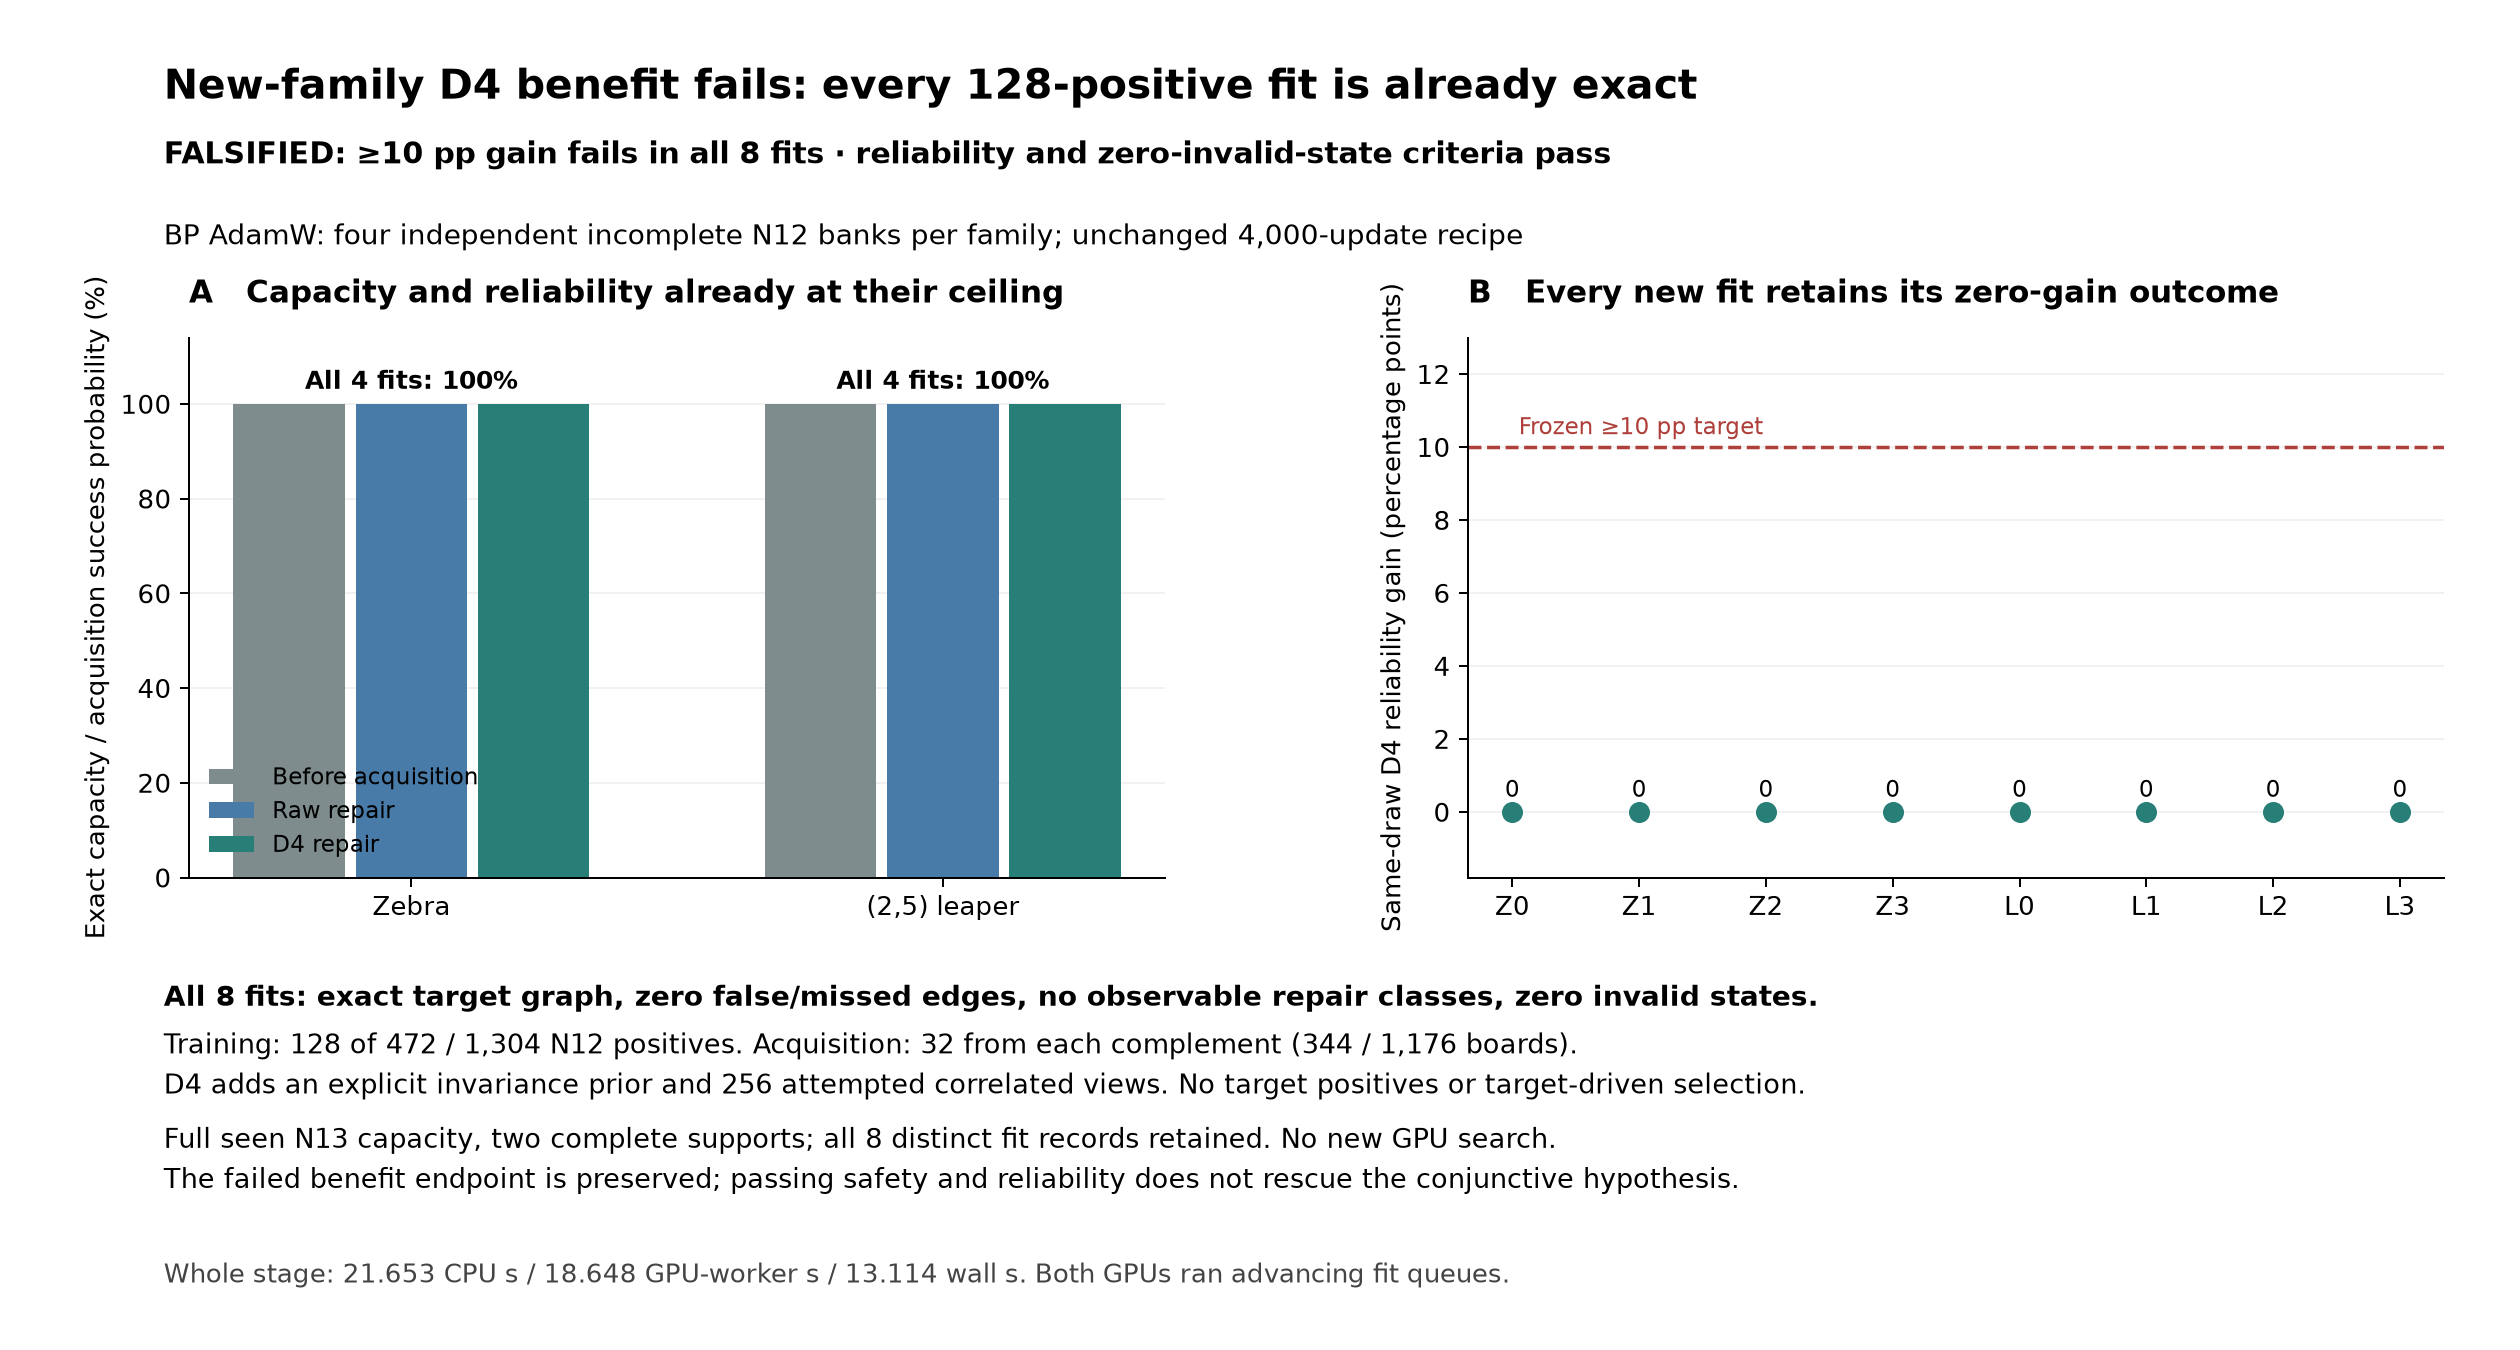 New-family D4 benefit fails: every 128-positive fit is already exact
FALSIFIED: ≥10 pp gain fails in all 8 fits · reliability and zero-invalid-state criteria pass
BP AdamW: four independent incomplete N12 banks per family; unchanged 4,000-update recipe
A Capacity and reliability already at their ceiling
Exact capacity / acquisition success probability (%)
100
80
60
40
20
0
All 4 fits: 100%
All 4 fits: 100%
Before acquisition
Raw repair
D4 repair
Zebra
(2,5) leaper
B Every new fit retains its zero-gain outcome
Same-draw D4 reliability gain (percentage points)
12
10
8
6
4
2
0
Frozen ≥10 pp target
0 0 0 0 0 0 0 0
Z0 Z1 Z2 Z3 L0 L1 L2 L3
All 8 fits: exact target graph, zero false/missed edges, no observable repair classes, zero invalid states.
Training: 128 of 472 / 1,304 N12 positives. Acquisition: 32 from each complement (344 / 1,176 boards).
D4 adds an explicit invariance prior and 256 attempted correlated views. No target positives or target-driven selection.
Full seen N13 capacity, two complete supports; all 8 distinct fit records retained. No new GPU search.
The failed benefit endpoint is preserved; passing safety and reliability does not rescue the conjunctive hypothesis.
Whole stage: 21.653 CPU s / 18.648 GPU-worker s / 13.114 wall s. Both GPUs ran advancing fit queues.